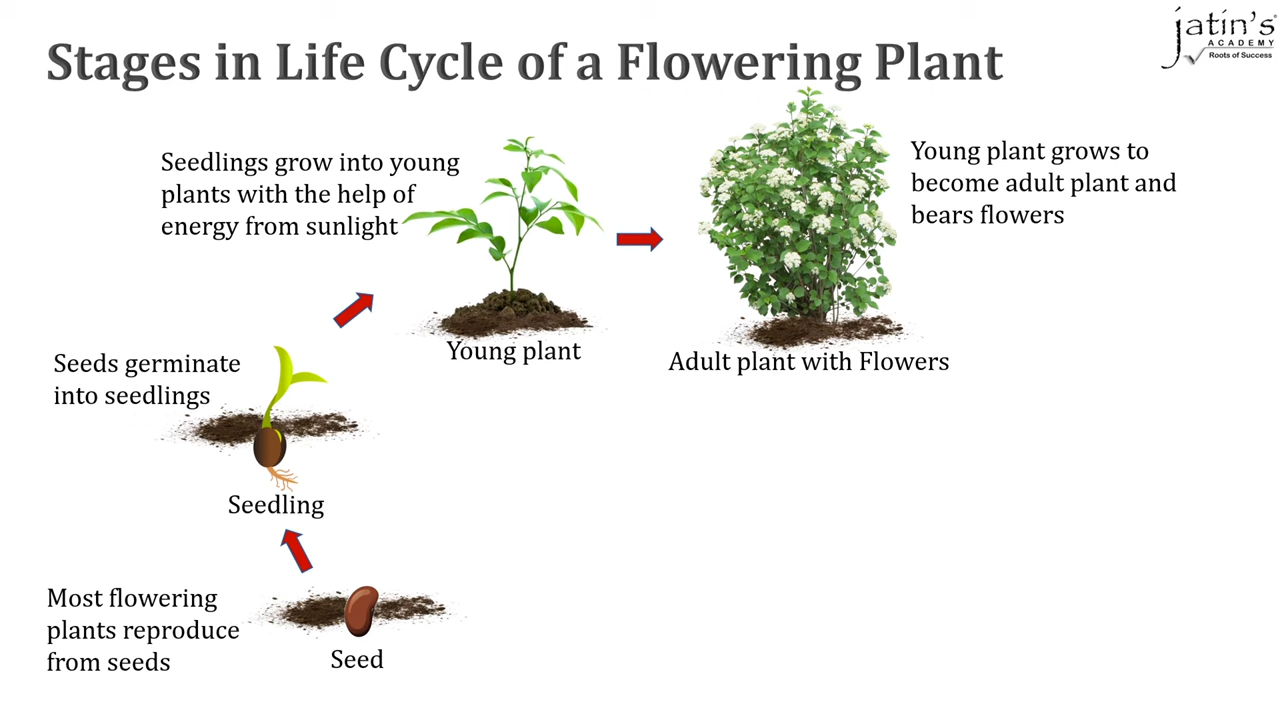 Stages in Life Cycle of a Flowering Plant
jatin's
ACADEMY
Roots of Success
Seedlings grow into young
plants with the help of
energy from sunlight
Young plant grows to
become adult plant and
bears flowers
Young plant
Adult plant with Flowers
Seeds germinate
into seedlings
Seedling
Most flowering
plants reproduce
from seeds
Seed